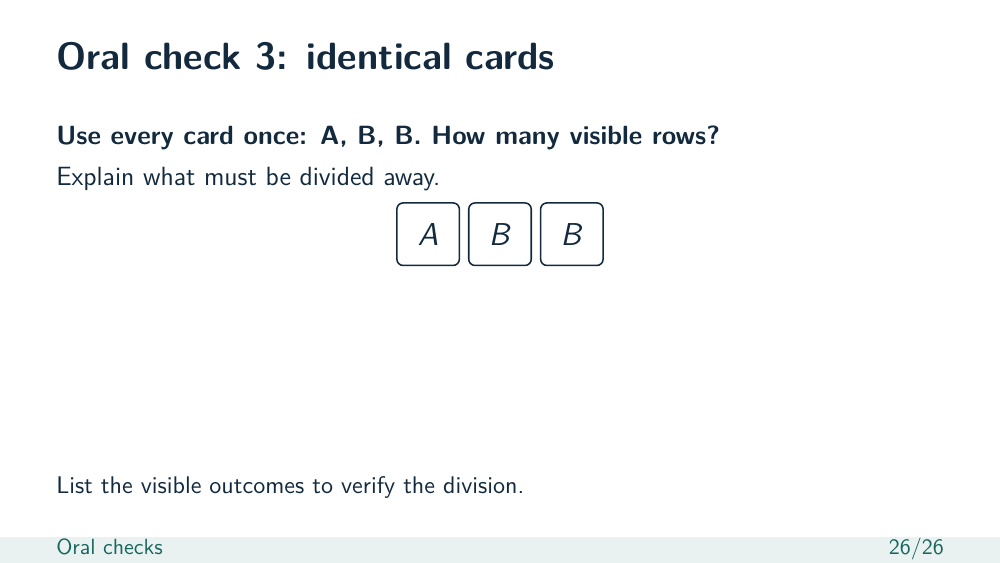 Oral check 3: identical cards
Use every card once: A, B, B. How many visible rows?
Explain what must be divided away.
A B B
List the visible outcomes to verify the division.
Oral checks 26/26